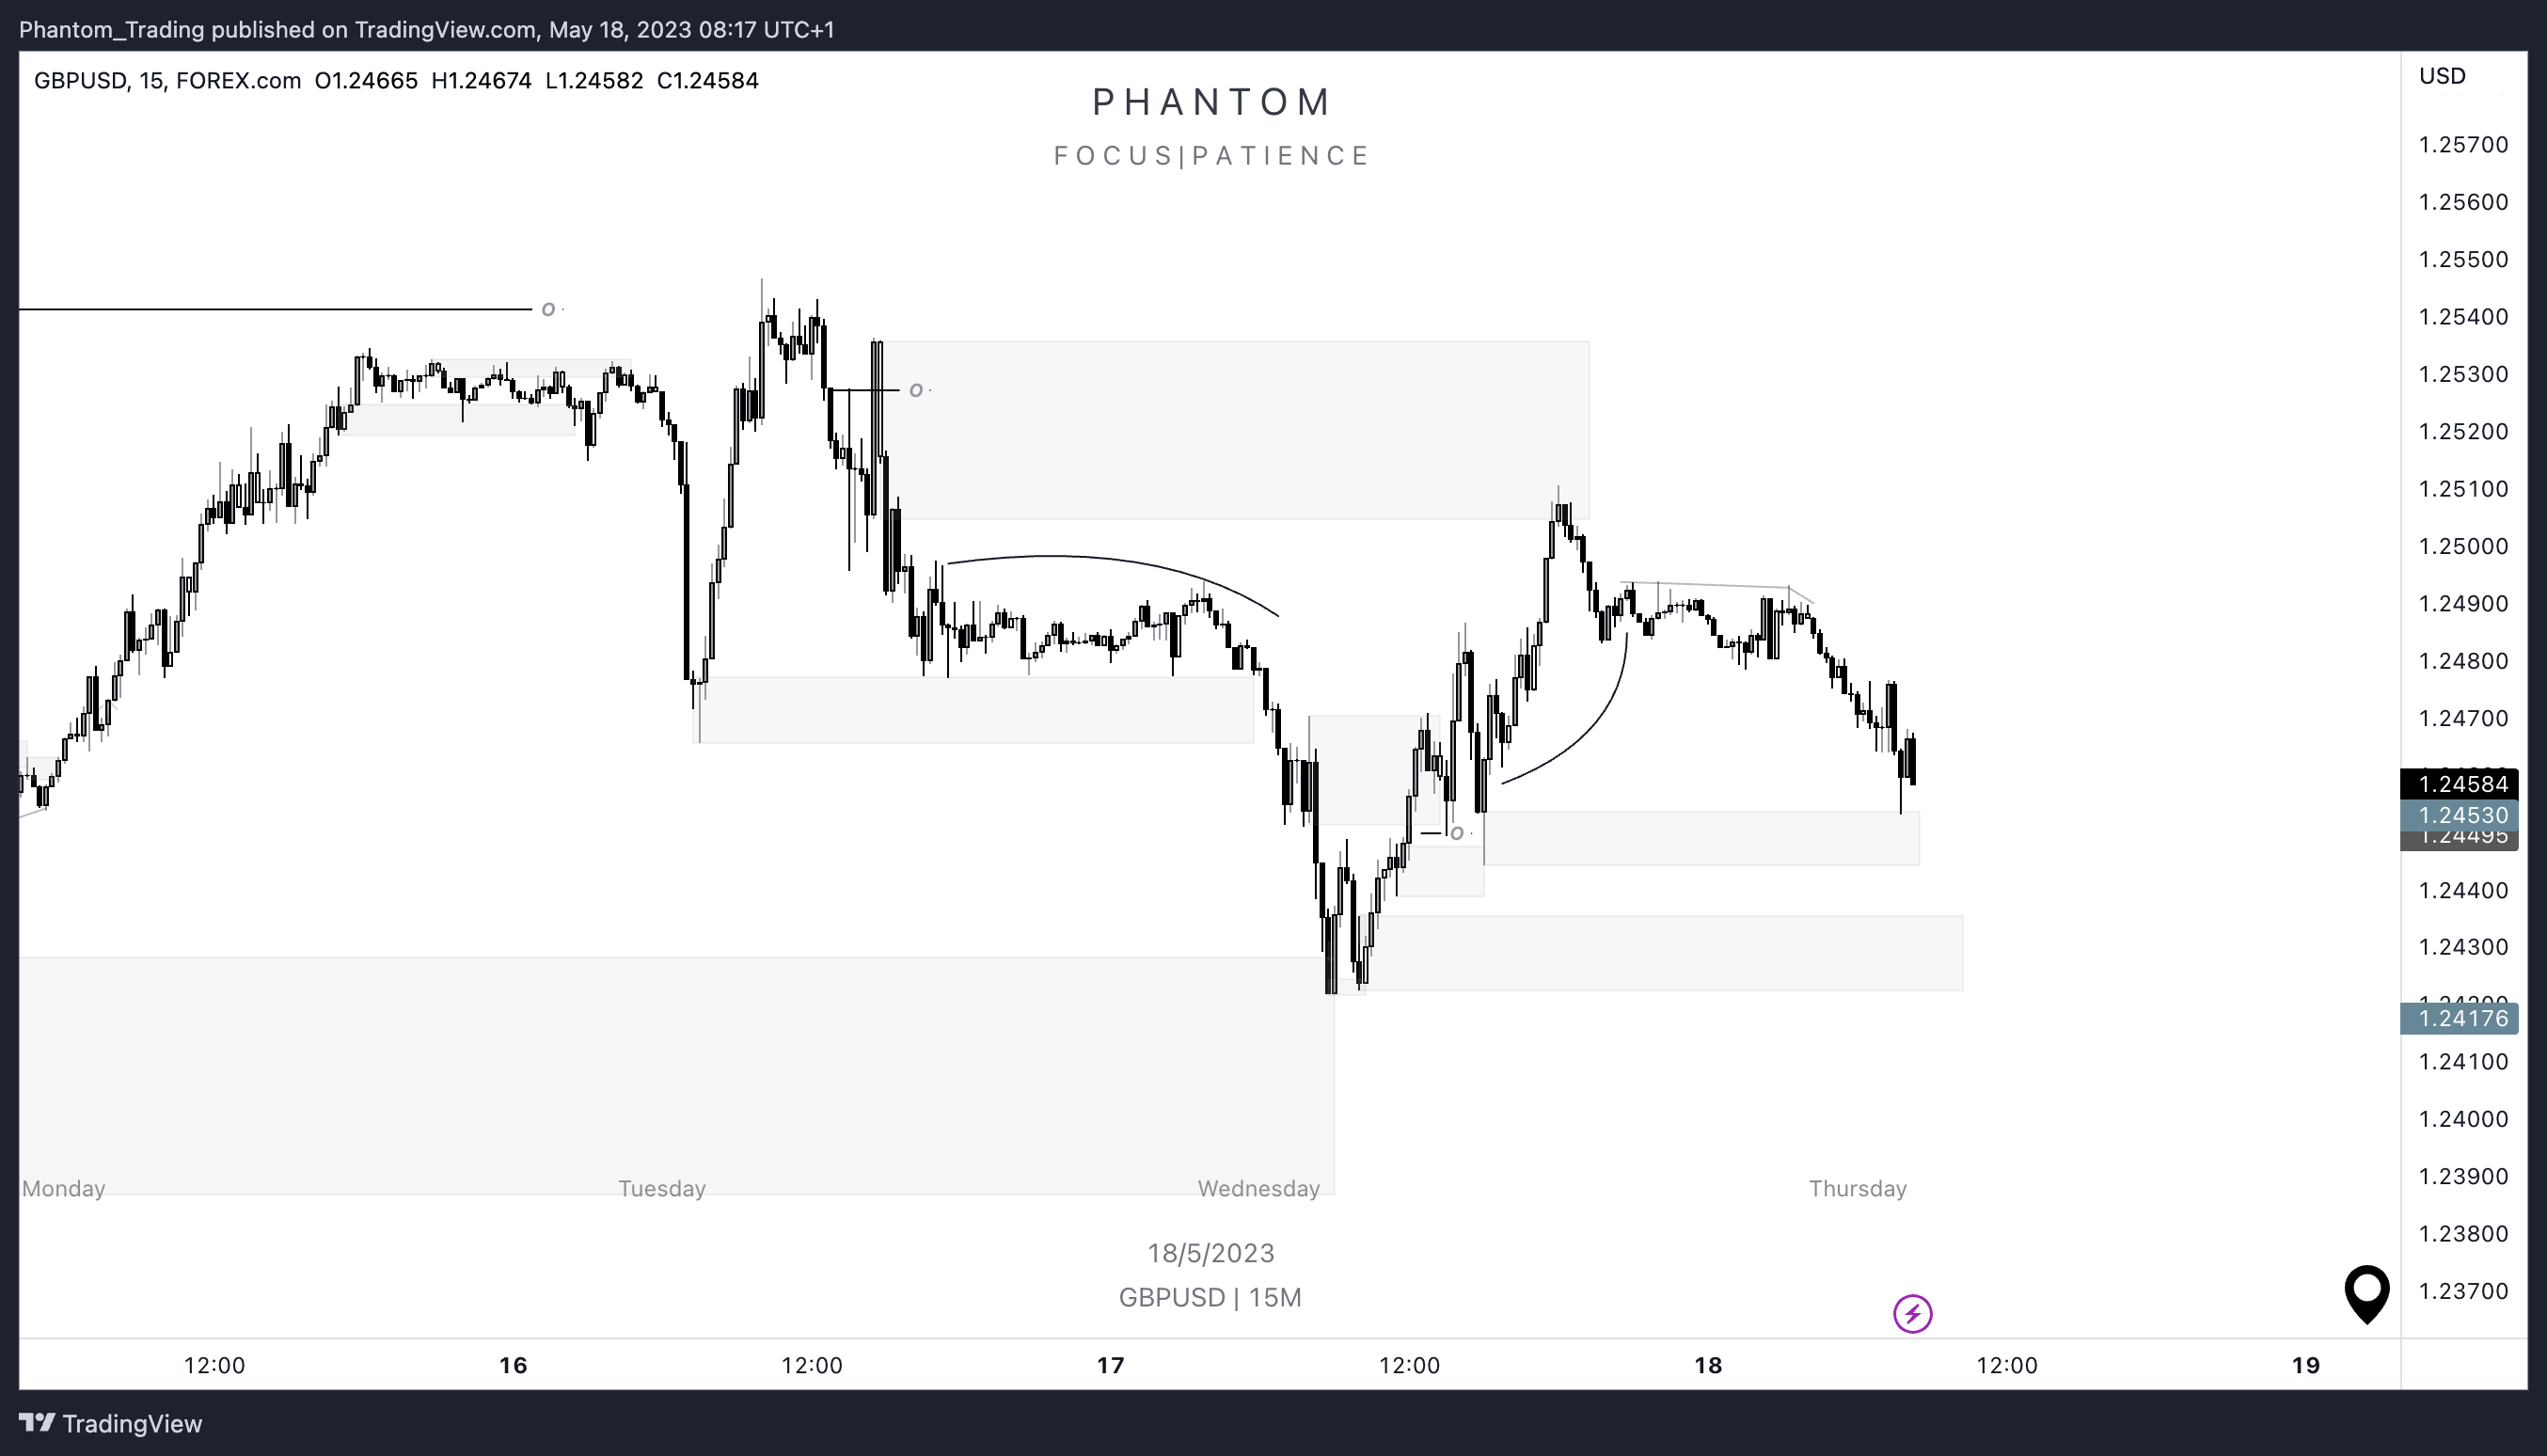 Phantom_Trading published on TradingView.com, May 18, 2023 08:17 UTC+1
GBPUSD, 15, FOREX.com O1.24665 H1.24674 L1.24582 C1.24584
USD
PHANTOM
FOCUS|PATIENCE
1.25700
1.25600
1.25500
1.25400
1.25300
1.25200
1.25100
1.25000
1.24900
1.24800
1.24700
1.24584
1.24530
1.24495
1.24400
1.24300
1.24200
1.24176
1.24100
1.24000
1.23900
1.23800
1.23700
o
o
o
Monday Tuesday Wednesday Thursday
18/5/2023
GBPUSD | 15M
12:00 16 12:00 17 12:00 18 12:00 19
TradingView